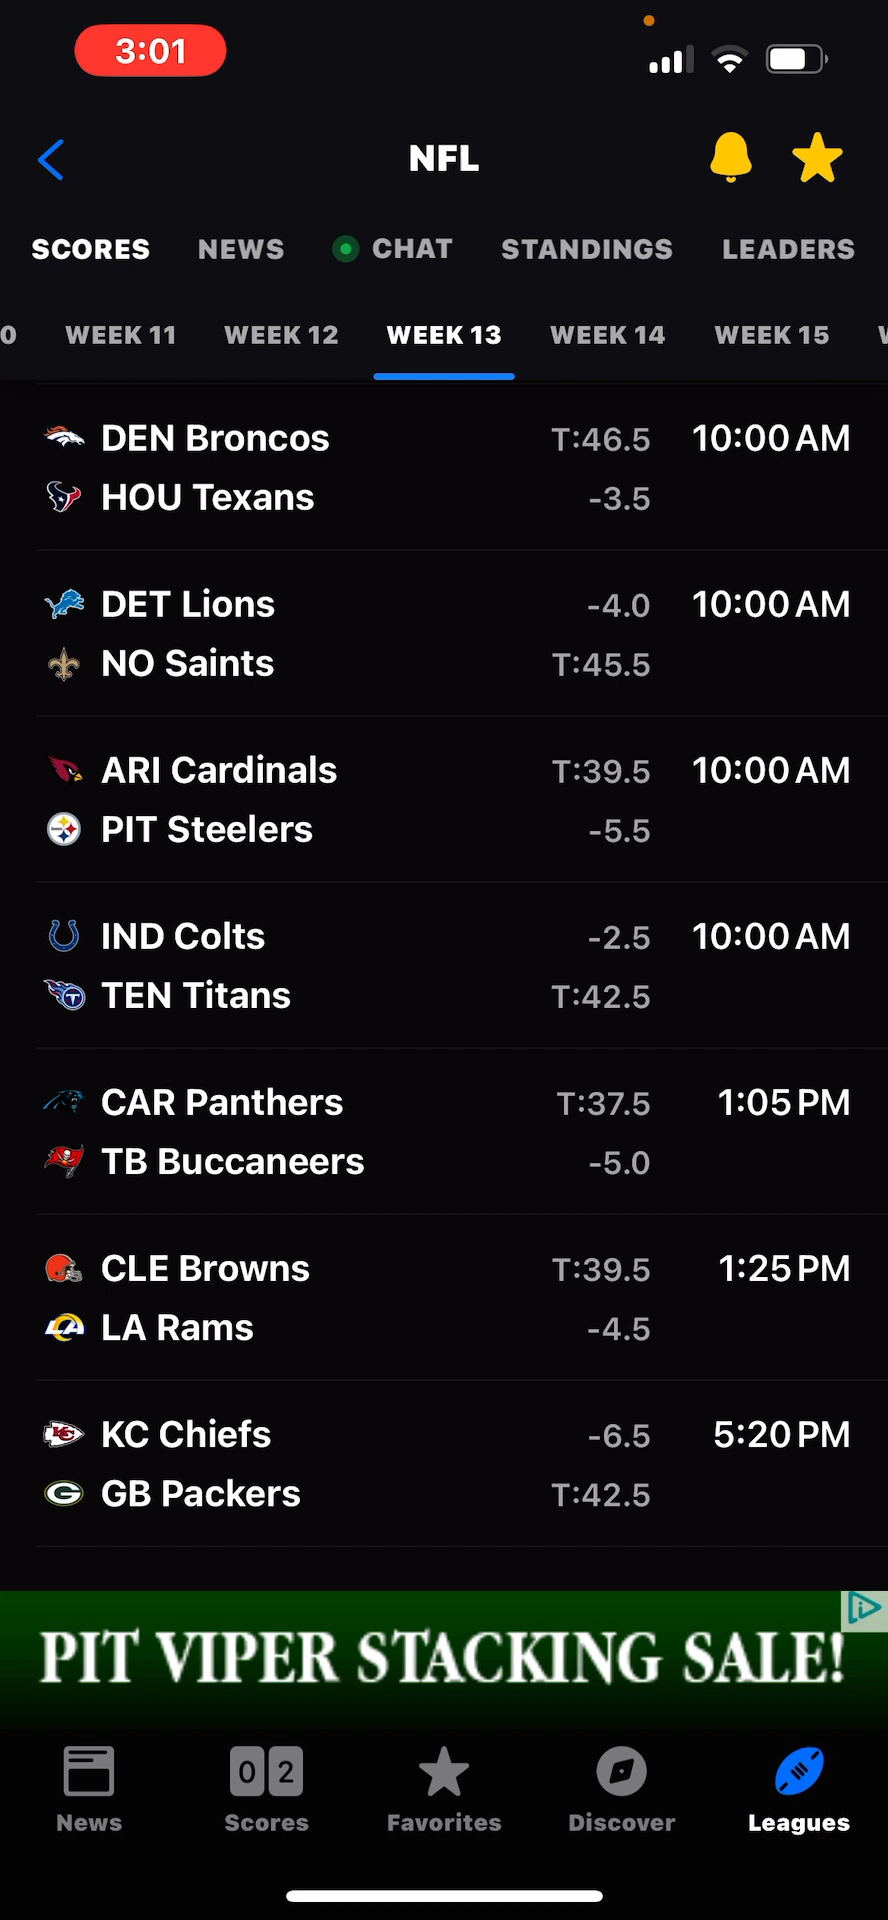 3:01
NFL
SCORES NEWS CHAT STANDINGS LEADERS
0 WEEK 11 WEEK 12 WEEK 13 WEEK 14 WEEK 15
DEN Broncos T:46.5 10:00 AM
HOU Texans -3.5
DET Lions -4.0 10:00 AM
NO Saints T:45.5
ARI Cardinals T:39.5 10:00 AM
PIT Steelers -5.5
IND Colts -2.5 10:00 AM
TEN Titans T:42.5
CAR Panthers T:37.5 1:05 PM
TB Buccaneers -5.0
CLE Browns T:39.5 1:25 PM
LA Rams -4.5
KC Chiefs -6.5 5:20 PM
GB Packers T:42.5
PIT VIPER STACKING SALE!
0 2
News Scores Favorites Discover Leagues